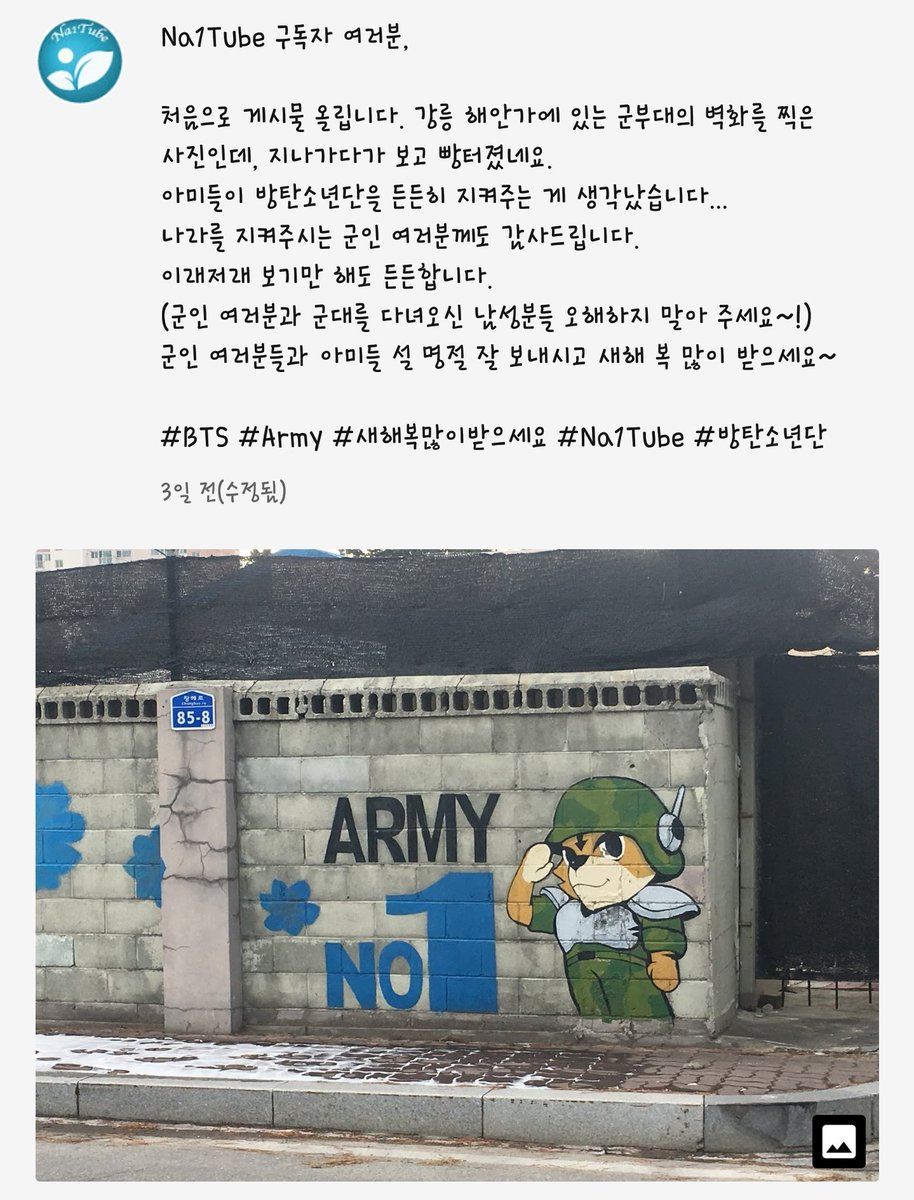 Na1Tube
Na1Tube 구독자 여러분,
처음으로 게시물 올립니다. 강릉 해안가에 있는 군부대의 벽화를 찍은
사진인데, 지나가다가 보고 빵터졌네요.
아미들이 방탄소년단을 든든히 지켜주는 게 생각났습니다...
나라를 지켜주시는 군인 여러분께도 감사드립니다.
이래저래 보기만 해도 든든합니다.
(군인 여러분과 군대를 다녀오신 남성분들 오해하지 말아 주세요~!)
군인 여러분들과 아미들 설 명절 잘 보내시고 새해 복 많이 받으세요~
#BTS #Army #새해복많이받으세요 #Na1Tube #방탄소년단
3일 전(수정됨)
창해로
Changhae-ro
85-8
ARMY
NO1